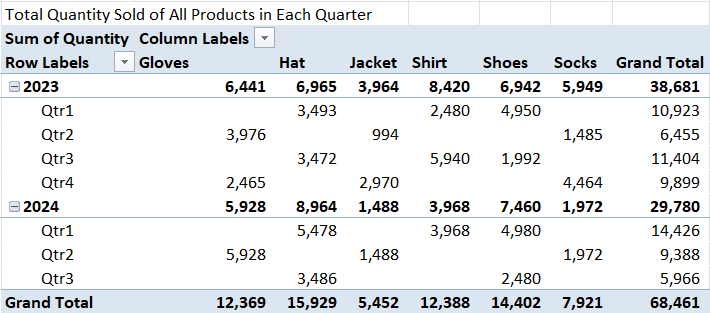 Total Quantity Sold of All Products in Each Quarter
Sum of Quantity Column Labels
Row Labels Gloves Hat Jacket Shirt Shoes Socks Grand Total
2023 6,441 6,965 3,964 8,420 6,942 5,949 38,681
Qtr1 3,493 2,480 4,950 10,923
Qtr2 3,976 994 1,485 6,455
Qtr3 3,472 5,940 1,992 11,404
Qtr4 2,465 2,970 4,464 9,899
2024 5,928 8,964 1,488 3,968 7,460 1,972 29,780
Qtr1 5,478 3,968 4,980 14,426
Qtr2 5,928 1,488 1,972 9,388
Qtr3 3,486 2,480 5,966
Grand Total 12,369 15,929 5,452 12,388 14,402 7,921 68,461